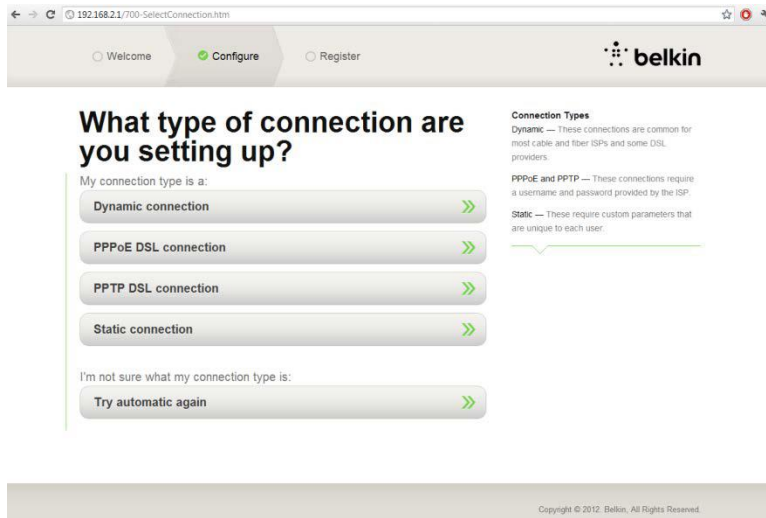 192.168.2.1/700-SelectConnection.htm
Welcome
Configure
Register
belkin
What type of connection are
you setting up?
My connection type is a:
Dynamic connection
PPPoE DSL connection
PPTP DSL connection
Static connection
I'm not sure what my connection type is:
Try automatic again
Connection Types
Dynamic — These connections are common for
most cable and fiber ISPs and some DSL
providers.
PPPoE and PPTP — These connections require
a username and password provided by the ISP.
Static — These require custom parameters that
are unique to each user.
Copyright © 2012. Belkin, All Rights Reserved.